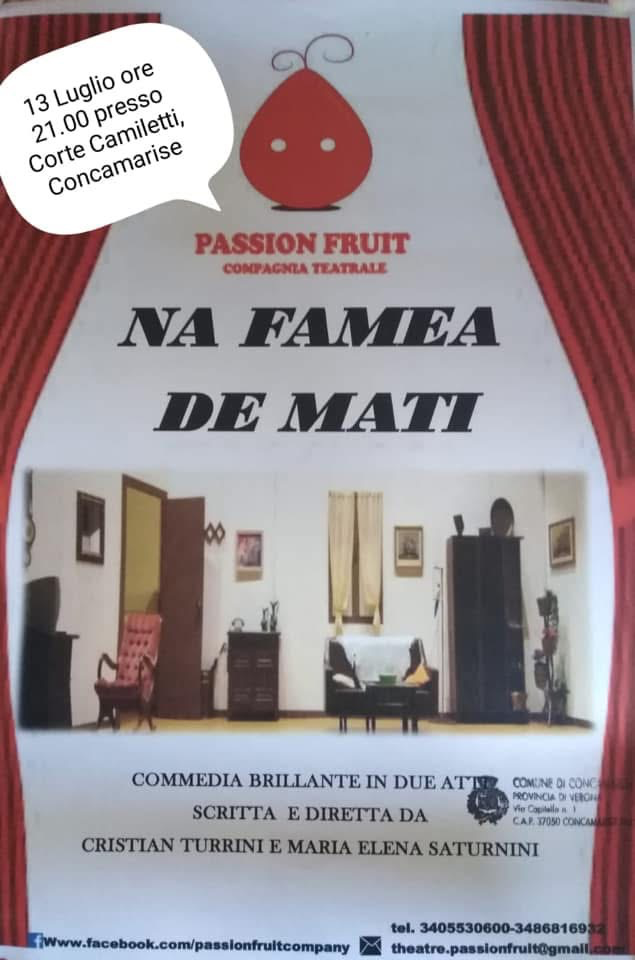 13 Luglio ore
21.00 presso
Corte Camiletti,
Concamarise
PASSION FRUIT
COMPAGNIA TEATRALE
NA FAMEA
DE MATI
COMMEDIA BRILLANTE IN DUE ATTI
SCRITTA E DIRETTA DA
CRISTIAN TURRINI E MARIA ELENA SATURNINI
COMUNE DI
PROVINCIA DI VERONA
Via Capitello n. 1
C.A.P. 37050
tel. 3405530600-3486816932
Www.facebook.com/passionfruitcompany
theatre.passionfruit@gmail.com